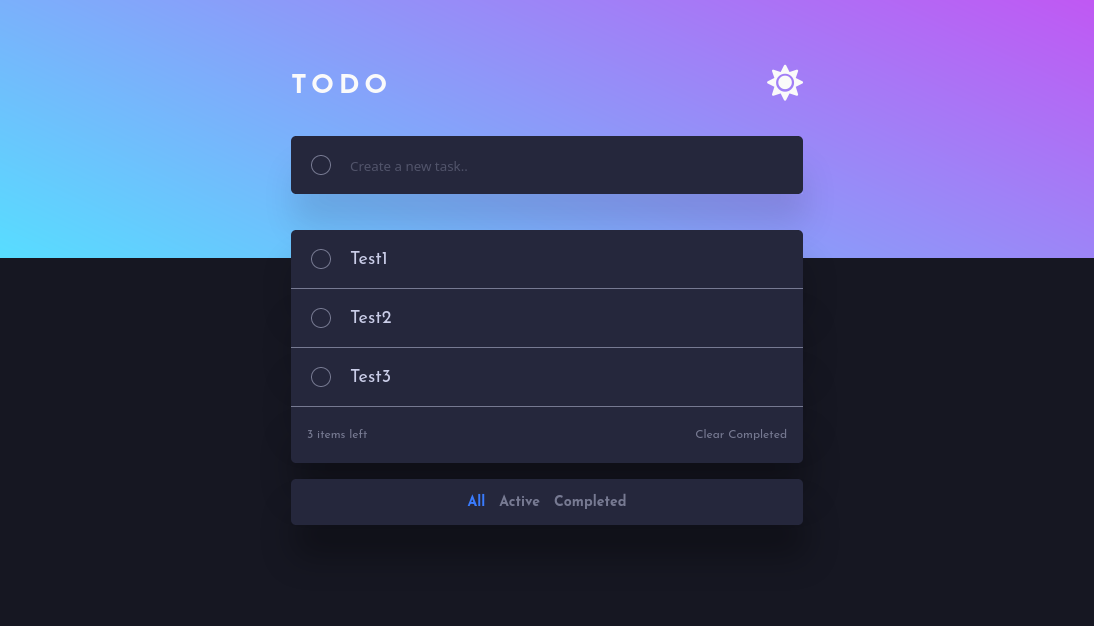 TODO
Create a new task..
Test1
Test2
Test3
3 items left Clear Completed
All Active Completed